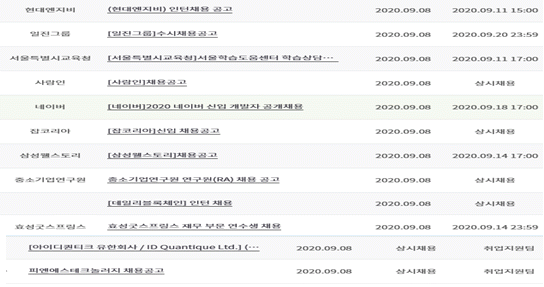 현대엔지비 (현대엔지비) 인턴채용 공고 2020.09.08 2020.09.11 15:00
일진그룹 [일진그룹]수시채용공고 2020.09.08 2020.09.20 23:59
서울특별시교육청 [서울특별시교육청]서울학습도움센터 학습상담··· 2020.09.08 2020.09.11 17:00
사람인 [사람인]채용공고 2020.09.08 상시채용
네이버 [네이버]2020 네이버 신입 개발자 공개채용 2020.09.08 2020.09.18 17:00
잡코리아 [잡코리아]신입 채용공고 2020.09.08 상시채용
삼성웰스토리 [삼성웰스토리]채용공고 2020.09.08 2020.09.14 17:00
중소기업연구원 중소기업연구원 연구원(RA) 채용 공고 2020.09.08 상시채용
[데일리블록체인] 인턴 채용 2020.09.08 상시채용
효성굿스프링스 효성굿스프링스 재무 부문 연수생 채용 2020.09.08 2020.09.14 23:59
[아이디퀀티크 유한회사 / ID Quantique Ltd.] (··· 2020.09.08 상시채용 취업지원팀
피엔에스테크놀러지 채용공고 2020.09.08 상시채용 취업지원팀